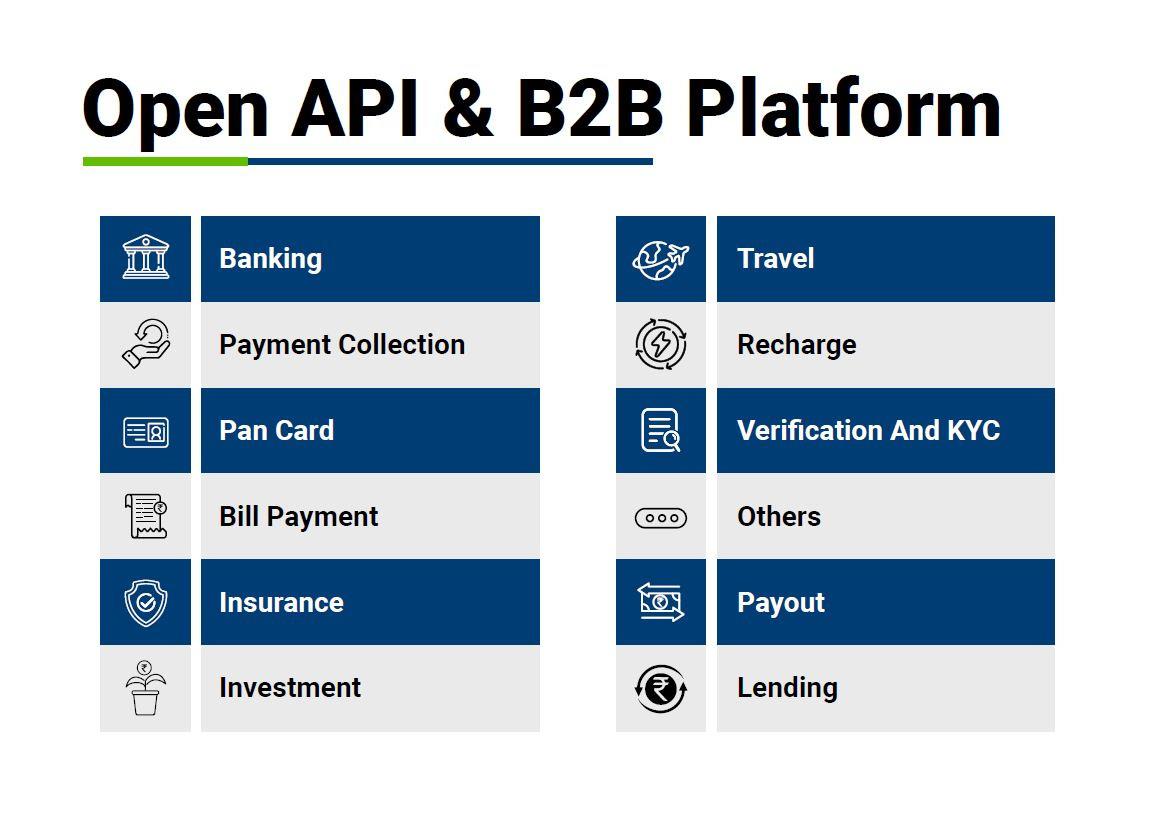 Open API & B2B Platform
Banking
Payment Collection
Pan Card
Bill Payment
Insurance
Investment
Travel
Recharge
Verification And KYC
Others
Payout
Lending